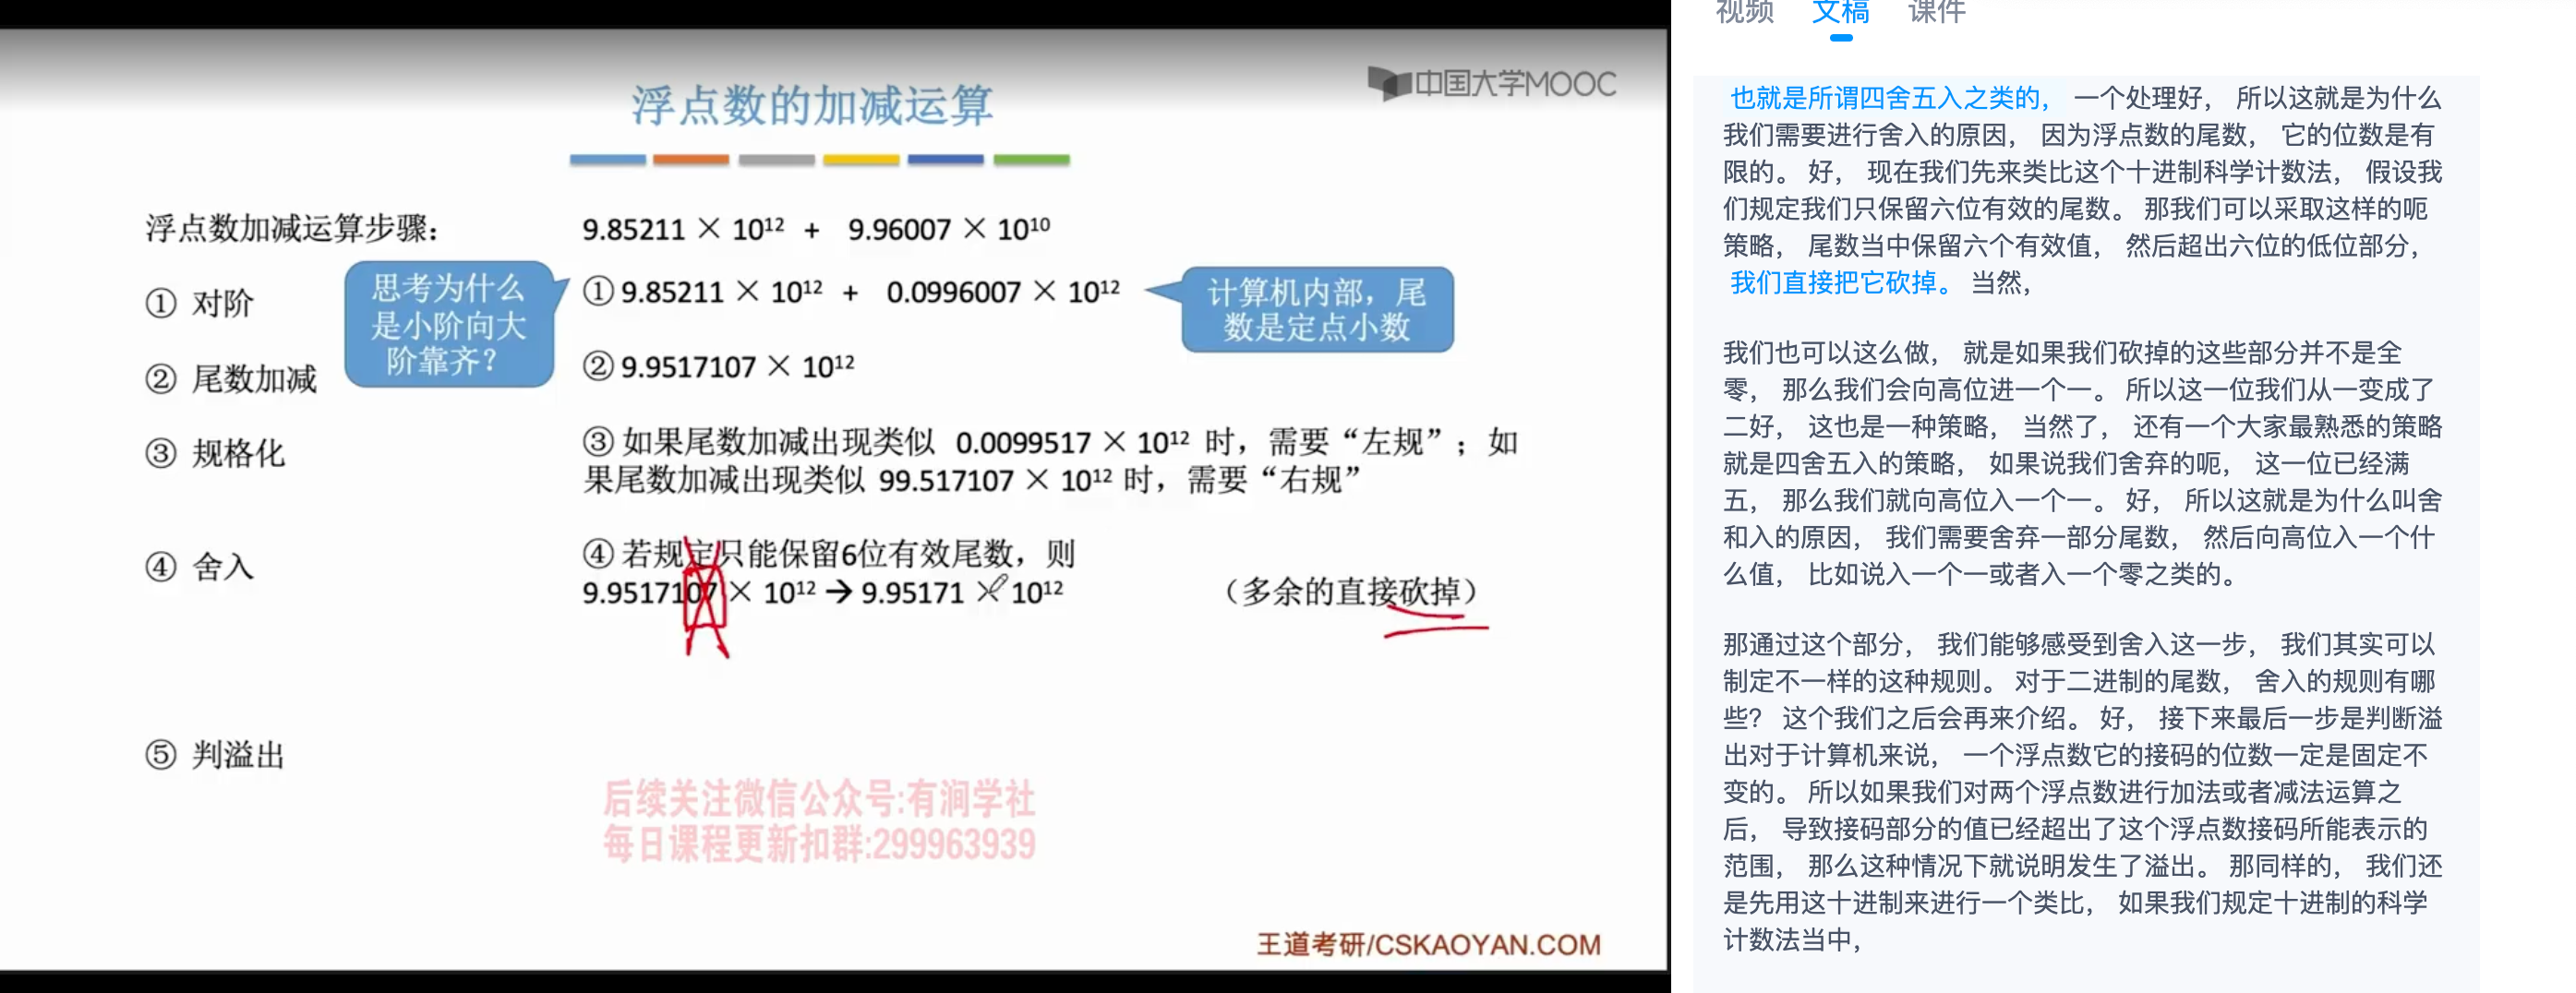 中国大学MOOC
浮点数的加减运算
浮点数加减运算步骤:
9.85211 × 10¹² + 9.96007 × 10¹⁰
① 对阶
思考为什么
是小阶向大
阶靠齐?
① 9.85211 × 10¹² + 0.0996007 × 10¹²
计算机内部,尾
数是定点小数
② 尾数加减
② 9.9517107 × 10¹²
③ 规格化
③ 如果尾数加减出现类似 0.0099517 × 10¹² 时,需要“左规”;如
果尾数加减出现类似 99.517107 × 10¹² 时,需要“右规”
④ 舍入
④ 若规定只能保留6位有效尾数,则
9.9517107 × 10¹² → 9.95171 × 10¹² (多余的直接砍掉)
⑤ 判溢出
后续关注微信公众号:有涧学社
每日课程更新扣群:299963939
王道考研/CSKAOYAN.COM
视频 文稿 课件
也就是所谓四舍五入之类的, 一个处理好, 所以这就是为什么
我们需要进行舍入的原因, 因为浮点数的尾数, 它的位数是有
限的。 好, 现在我们先来类比这个十进制科学计数法, 假设我
们规定我们只保留六位有效的尾数。 那我们可以采取这样的呃
策略, 尾数当中保留六个有效值, 然后超出六位的低位部分,
我们直接把它砍掉。 当然,
我们也可以这么做, 就是如果我们砍掉的这些部分并不是全
零, 那么我们会向高位进一个一。 所以这一位我们从一变成了
二好, 这也是一种策略, 当然了, 还有一个大家最熟悉的策略
就是四舍五入的策略, 如果说我们舍弃的呃, 这一位已经满
五, 那么我们就向高位入一个一。 好, 所以这就是为什么叫舍
和入的原因, 我们需要舍弃一部分尾数, 然后向高位入一个什
么值, 比如说入一个一或者入一个零之类的。
那通过这个部分, 我们能够感受到舍入这一步, 我们其实可以
制定不一样的这种规则。 对于二进制的尾数, 舍入的规则有哪
些? 这个我们之后会再来介绍。 好, 接下来最后一步是判断溢
出对于计算机来说, 一个浮点数它的接码的位数一定是固定不
变的。 所以如果我们对两个浮点数进行加法或者减法运算之
后, 导致接码部分的值已经超出了这个浮点数接码所能表示的
范围, 那么这种情况下就说明发生了溢出。 那同样的, 我们还
是先用这十进制来进行一个类比, 如果我们规定十进制的科学
计数法当中,